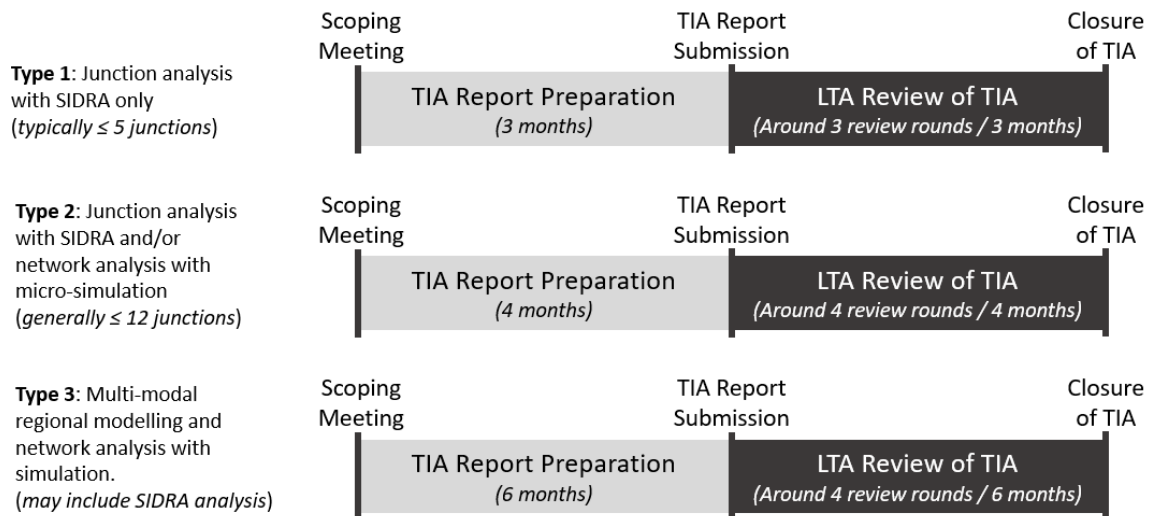 Scoping
Meeting
TIA Report
Submission
Closure
of TIA
Type 1: Junction analysis
with SIDRA only
(typically ≤ 5 junctions)
TIA Report Preparation
(3 months)
LTA Review of TIA
(Around 3 review rounds / 3 months)
Type 2: Junction analysis
with SIDRA and/or
network analysis with
micro-simulation
(generally ≤ 12 junctions)
Scoping
Meeting
TIA Report
Submission
Closure
of TIA
TIA Report Preparation
(4 months)
LTA Review of TIA
(Around 4 review rounds / 4 months)
Type 3: Multi-modal
regional modelling and
network analysis with
simulation.
(may include SIDRA analysis)
Scoping
Meeting
TIA Report
Submission
Closure
of TIA
TIA Report Preparation
(6 months)
LTA Review of TIA
(Around 4 review rounds / 6 months)